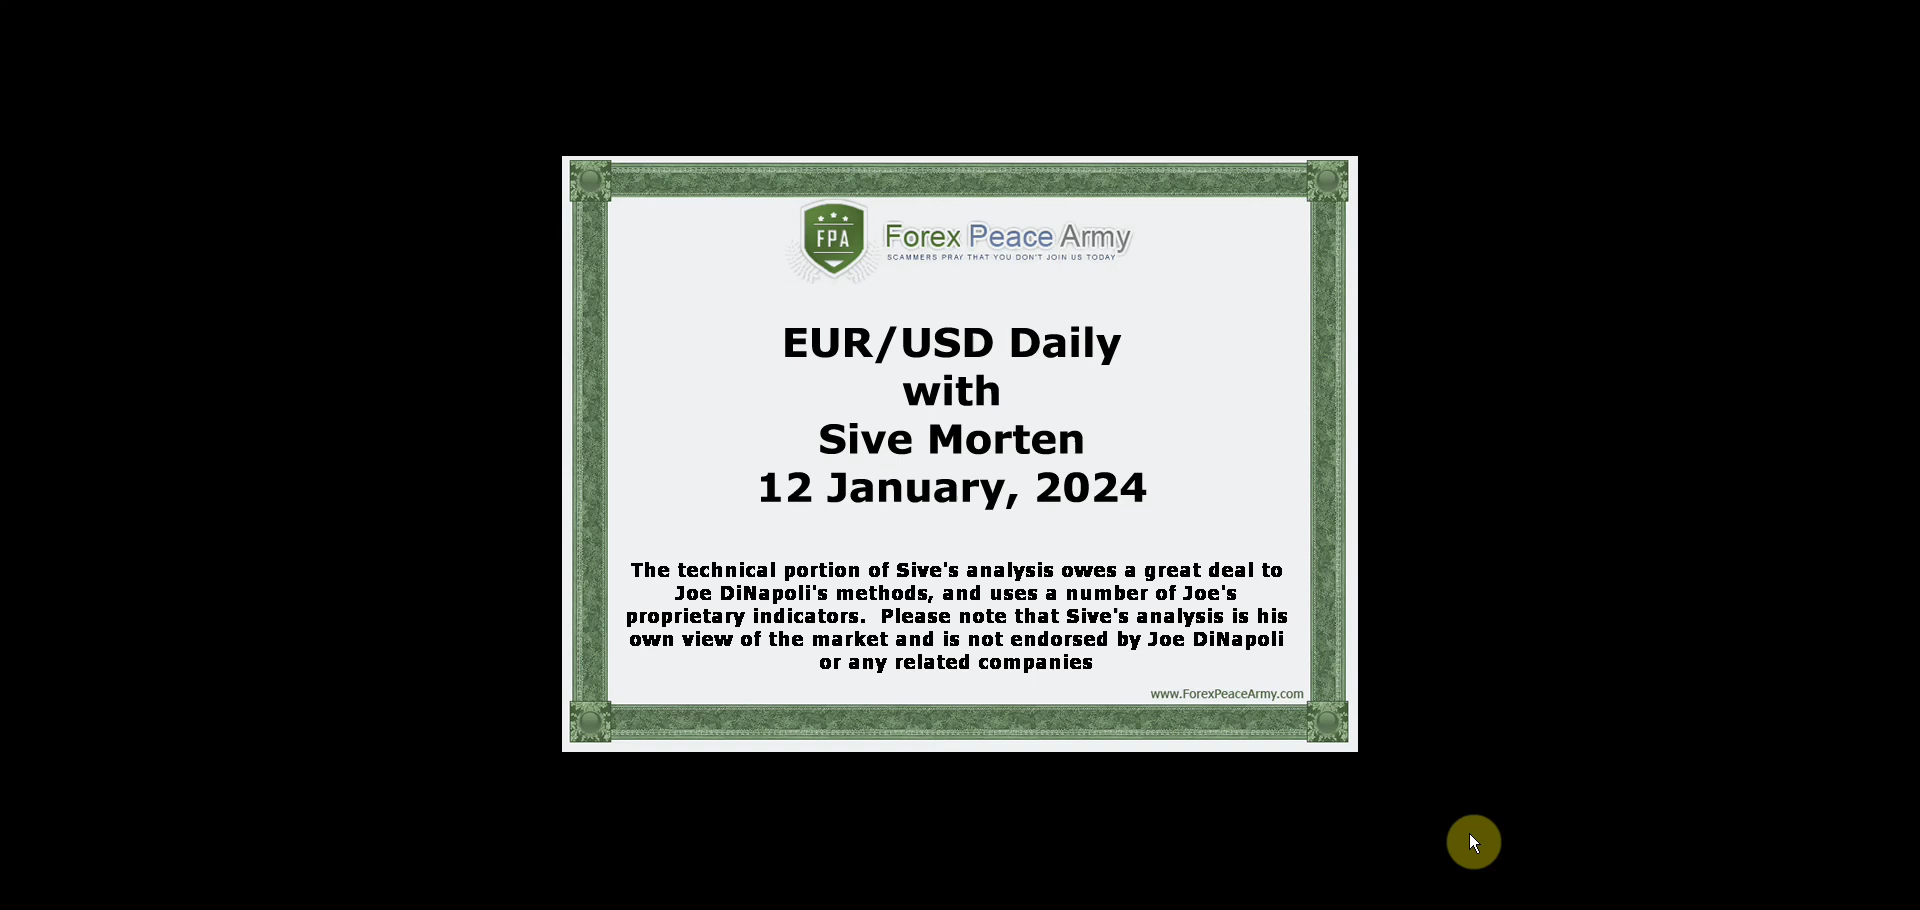 FPA
Forex Peace Army
SCAMMERS PRAY THAT YOU DON'T JOIN US TODAY
EUR/USD Daily
with
Sive Morten
12 January, 2024
The technical portion of Sive's analysis owes a great deal to
Joe DiNapoli's methods, and uses a number of Joe's
proprietary indicators.  Please note that Sive's analysis is his
own view of the market and is not endorsed by Joe DiNapoli
or any related companies
www.ForexPeaceArmy.com